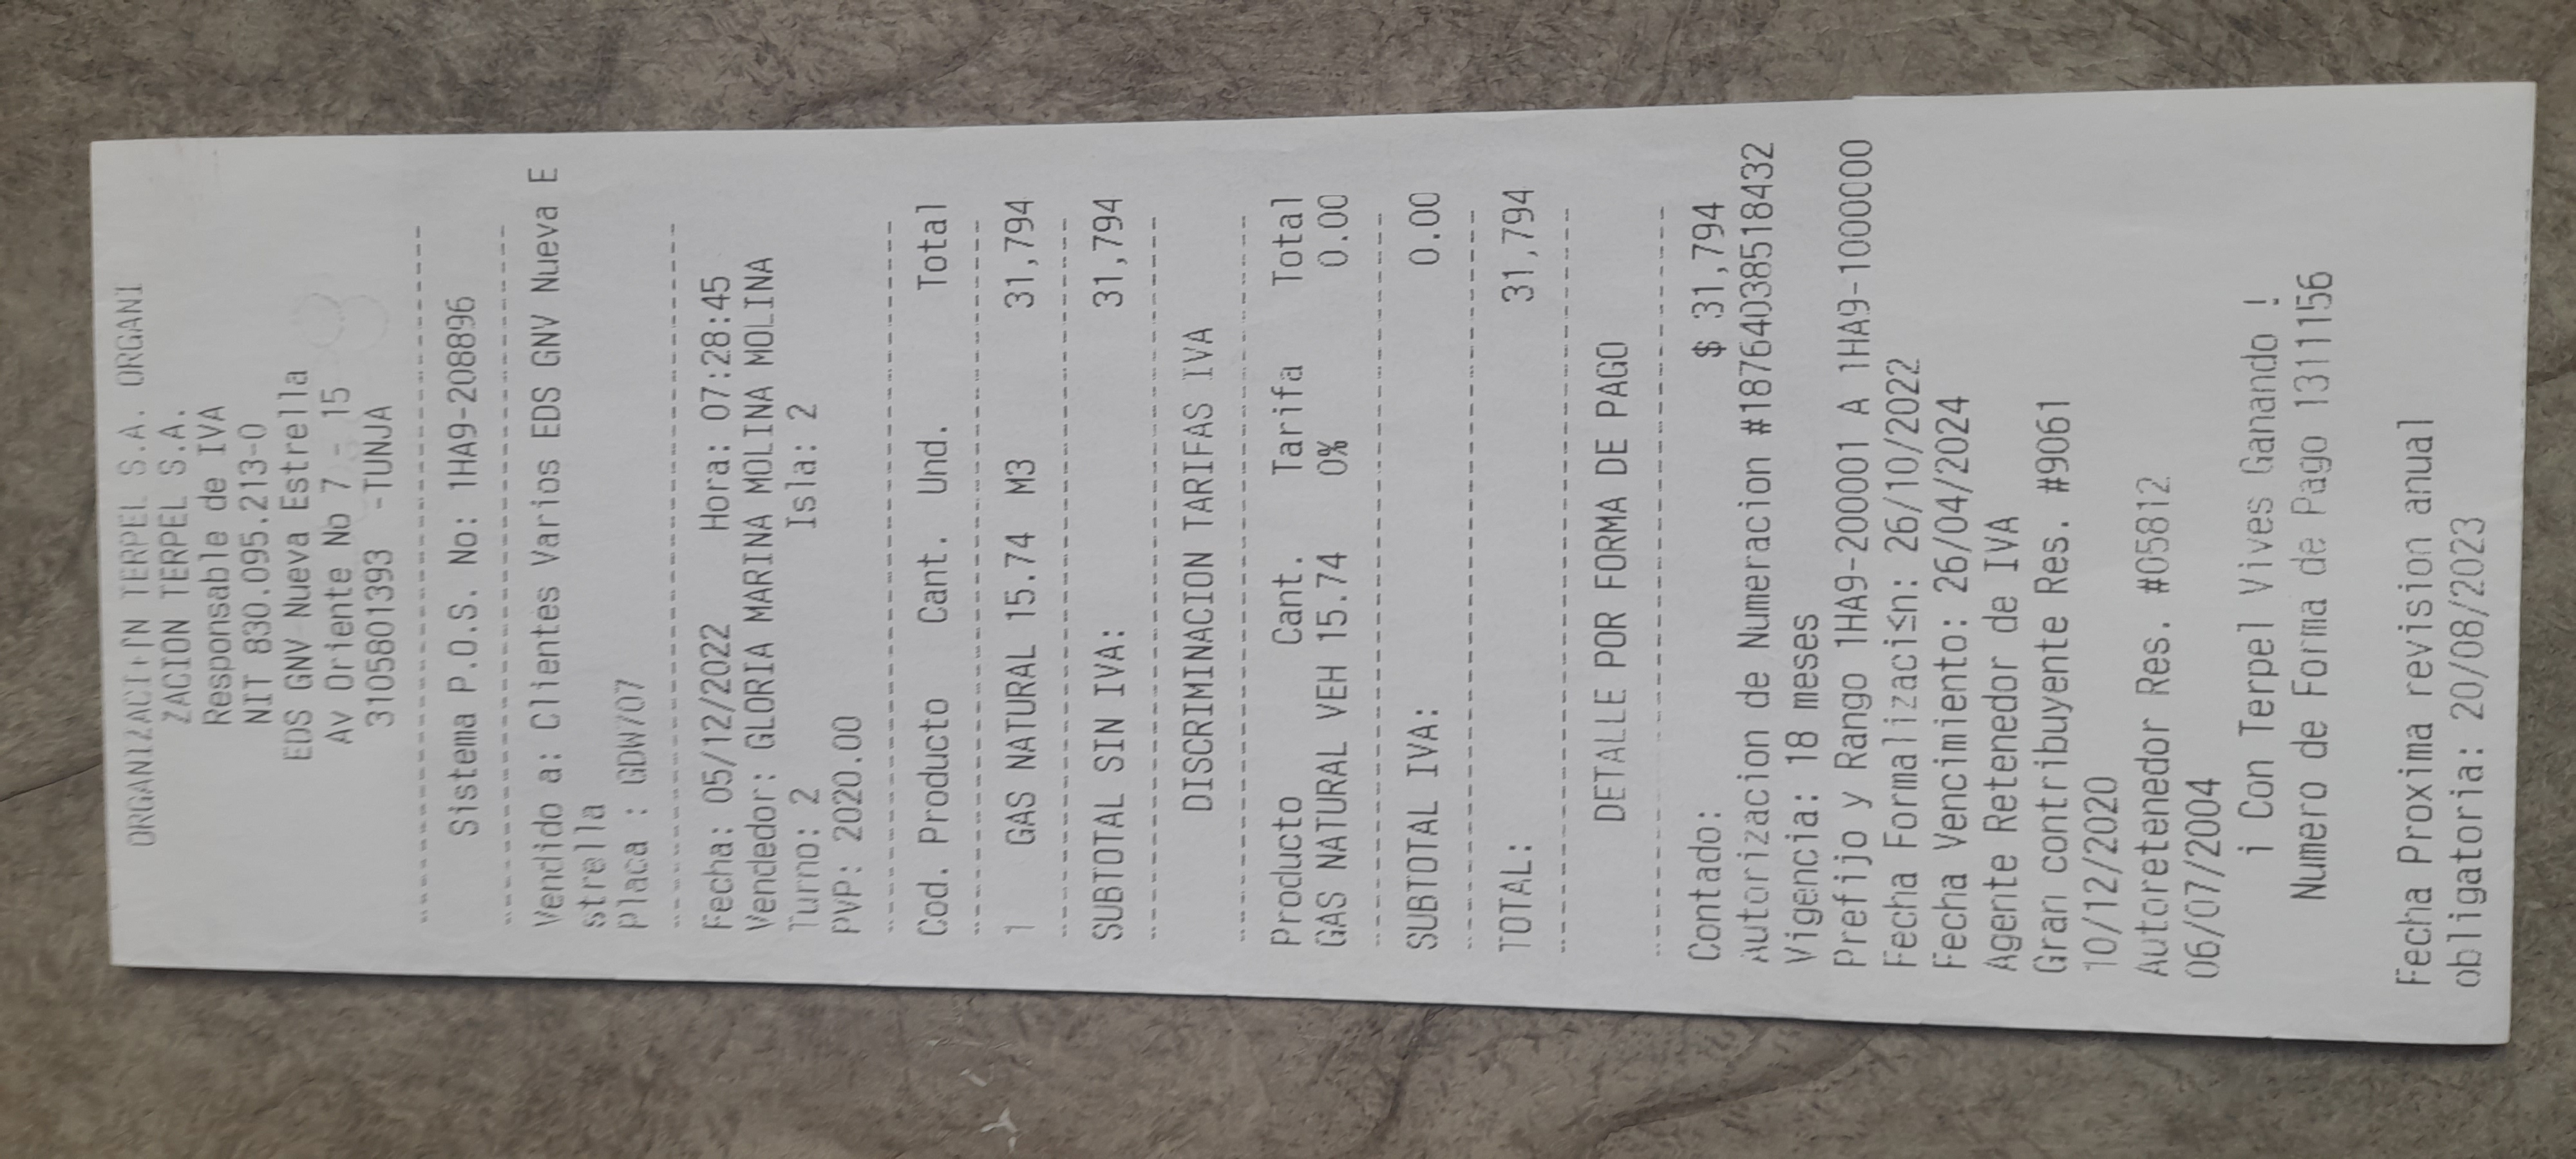 ORGANIZACI•N TERPEL S.A. ORGANI
ZACION TERPEL S.A.
Responsable de IVA
NIT 830.095.213-0
EDS GNV Nueva Estrella
Av Oriente No 7 - 15
3105801393 -TUNJA
Sistema P.O.S. No: 1HA9-208896
Vendido a: Clientes Varios EDS GNV Nueva E
strella
placa : GDW707
Fecha: 05/12/2022 Hora: 07:28:45
Vendedor: GLORIA MARINA MOLINA MOLINA
Turno: 2 Isla: 2
PVP: 2020.00
Cod. Producto Cant. Und. Total
1 GAS NATURAL 15.74 M3 31,794
SUBTOTAL SIN IVA: 31,794
DISCRIMINACION TARIFAS IVA
Producto Cant. Tarifa Total
GAS NATURAL VEH 15.74 0% 0.00
SUBTOTAL IVA: 0.00
TOTAL: 31,794
DETALLE POR FORMA DE PAGO
Contado: $ 31,794
Autorizacion de Numeracion #18764038518432
Vigencia: 18 meses
Prefijo y Rango 1HA9-200001 A 1HA9-1000000
Fecha Formalizaci≤n: 26/10/2022
Fecha Vencimiento: 26/04/2024
Agente Retenedor de IVA
Gran contribuyente Res. #9061
10/12/2020
Autoretenedor Res. #05812
06/07/2004
¡ Con Terpel Vives Ganando !
Numero de Forma de Pago 1311156
Fecha Proxima revision anual
obligatoria: 20/08/2023